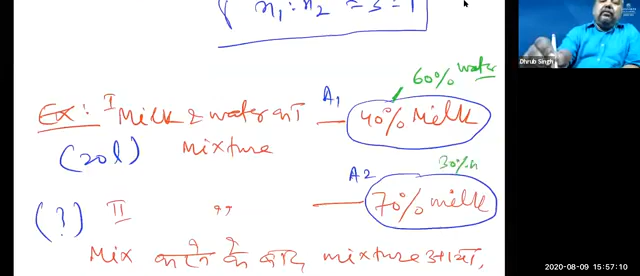 n₁ : n₂ = 3 = 1
Dhrub Singh
60% water
Ex: I Milk & water का A1 40% Milk
(20l) mixture
A2 30% W
(?) II ,, 70% milk
Mix करने के बाद mixture
2020-08-09 15:57:10